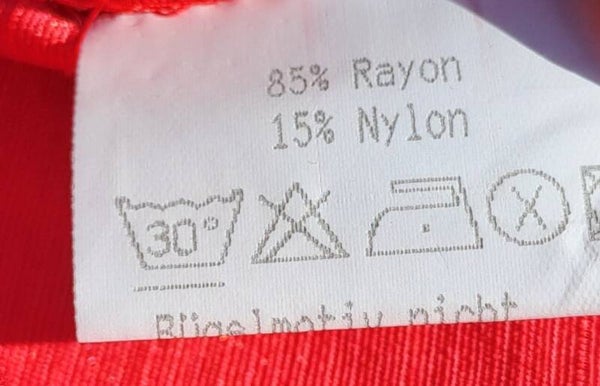 85% Rayon
15% Nylon
30°
Bügelmotiv nicht